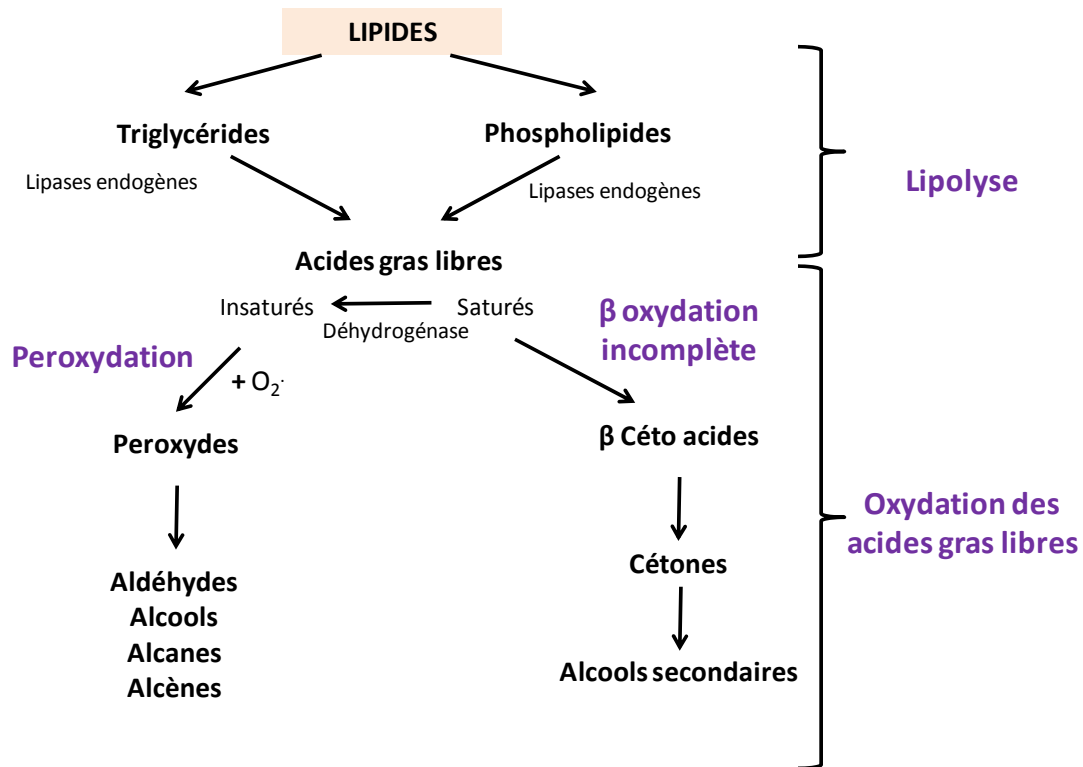 LIPIDES
Triglycérides
Phospholipides
Lipases endogènes
Lipases endogènes
Lipolyse
Acides gras libres
Insaturés
Saturés
Déhydrogénase
β oxydation
incomplète
Peroxydation
+ O₂·
Peroxydes
β Céto acides
Oxydation des
acides gras libres
Cétones
Aldéhydes
Alcools
Alcanes
Alcènes
Alcools secondaires